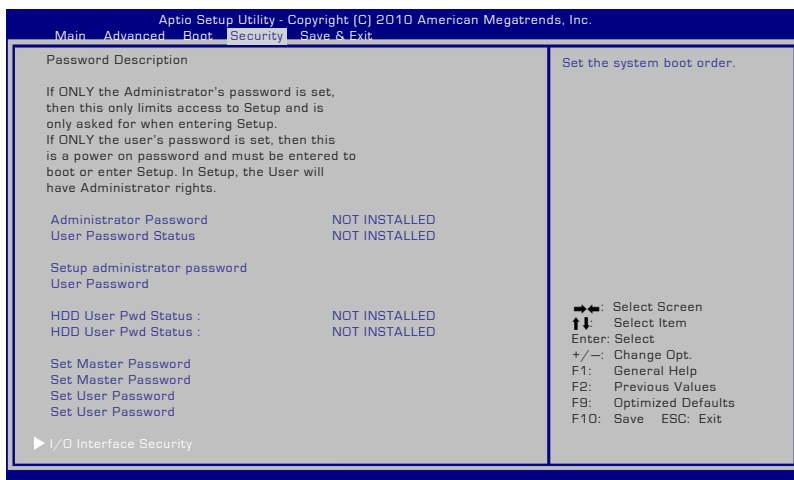 Aptio Setup Utility - Copyright (C) 2010 American Megatrends, Inc.
Main Advanced Boot Security Save & Exit
Password Description
If ONLY the Administrator's password is set,
then this only limits access to Setup and is
only asked for when entering Setup.
If ONLY the user's password is set, then this
is a power on password and must be entered to
boot or enter Setup. In Setup, the User will
have Administrator rights.
Administrator Password NOT INSTALLED
User Password Status NOT INSTALLED
Setup administrator password
User Password
HDD User Pwd Status : NOT INSTALLED
HDD User Pwd Status : NOT INSTALLED
Set Master Password
Set Master Password
Set User Password
Set User Password
I/O Interface Security
Set the system boot order.
→←: Select Screen
↑↓: Select Item
Enter: Select
+/—: Change Opt.
F1: General Help
F2: Previous Values
F9: Optimized Defaults
F10: Save ESC: Exit